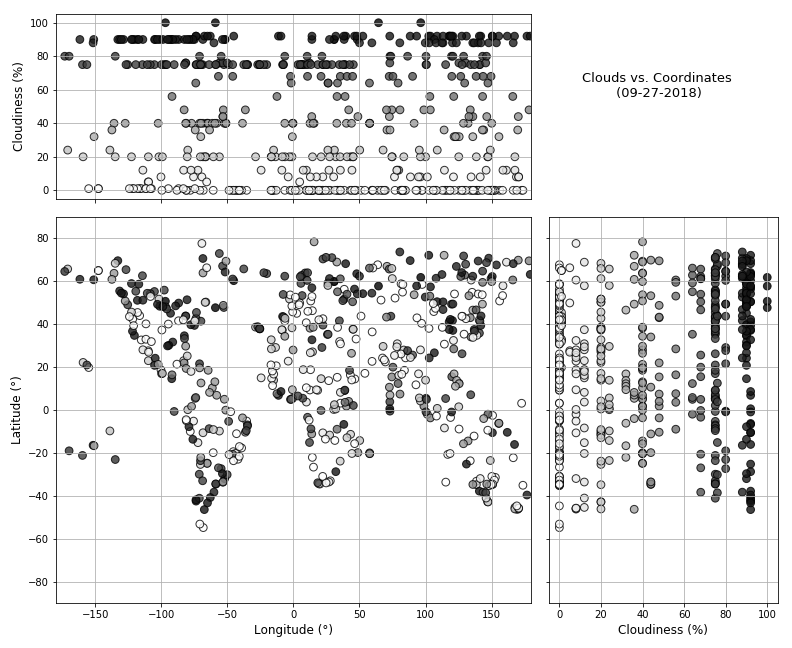 Cloudiness (%)
100
80
60
40
20
0
Clouds vs. Coordinates
(09-27-2018)
Latitude (°)
80
60
40
20
0
−20
−40
−60
−80
−150 −100 −50 0 50 100 150
Longitude (°)
0 20 40 60 80 100
Cloudiness (%)